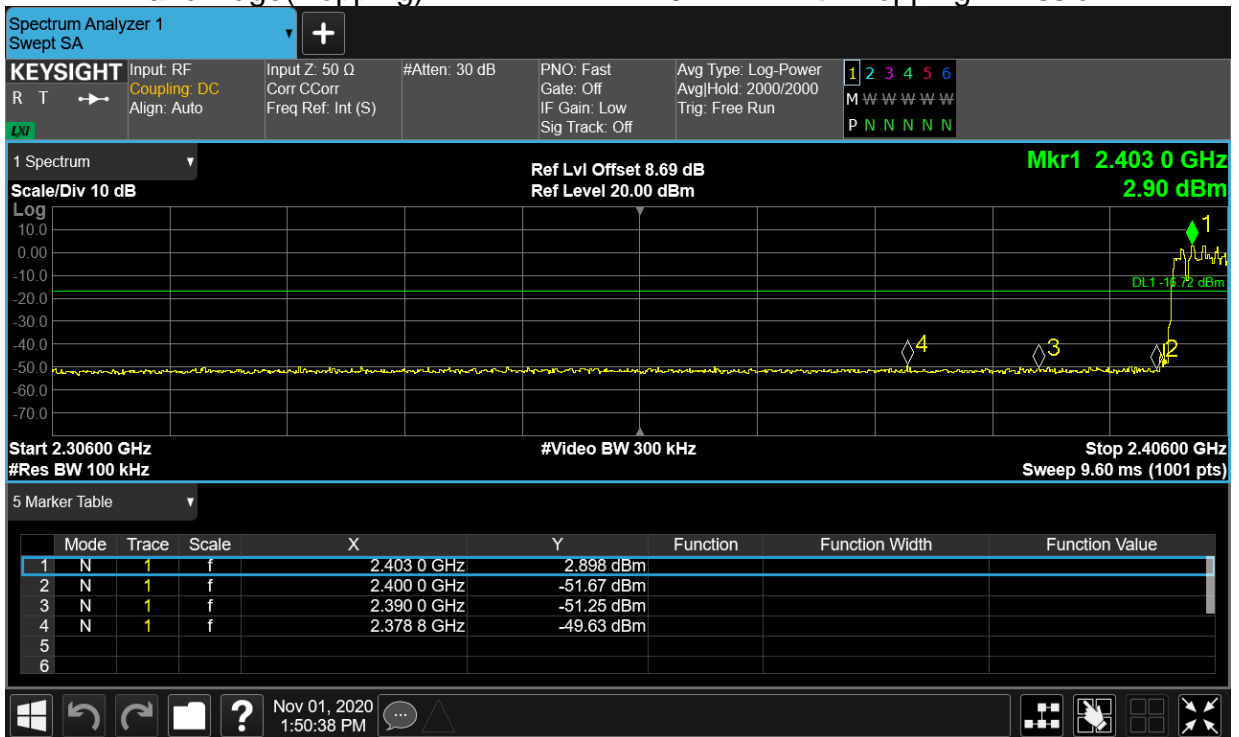 Spectrum Analyzer 1
Swept SA
+
KEYSIGHT
R T
LXI
Input: RF
Coupling: DC
Align: Auto
Input Z: 50 Ω
Corr CCorr
Freq Ref: Int (S)
#Atten: 30 dB
PNO: Fast
Gate: Off
IF Gain: Low
Sig Track: Off
Avg Type: Log-Power
Avg|Hold: 2000/2000
Trig: Free Run
1 2 3 4 5 6
M W W W W W
P N N N N N
1 Spectrum
Scale/Div 10 dB
Ref Lvl Offset 8.69 dB
Ref Level 20.00 dBm
Mkr1 2.403 0 GHz
2.90 dBm
Log
10.0
0.00
-10.0
-20.0
-30.0
-40.0
-50.0
-60.0
-70.0
1
DL1 -16.72 dBm
4
3
2
Start 2.30600 GHz
#Video BW 300 kHz
Stop 2.40600 GHz
#Res BW 100 kHz
Sweep 9.60 ms (1001 pts)
5 Marker Table
Mode Trace Scale X Y Function Function Width Function Value
1 N 1 f 2.403 0 GHz 2.898 dBm
2 N 1 f 2.400 0 GHz -51.67 dBm
3 N 1 f 2.390 0 GHz -51.25 dBm
4 N 1 f 2.378 8 GHz -49.63 dBm
5
6
?
Nov 01, 2020
1:50:38 PM